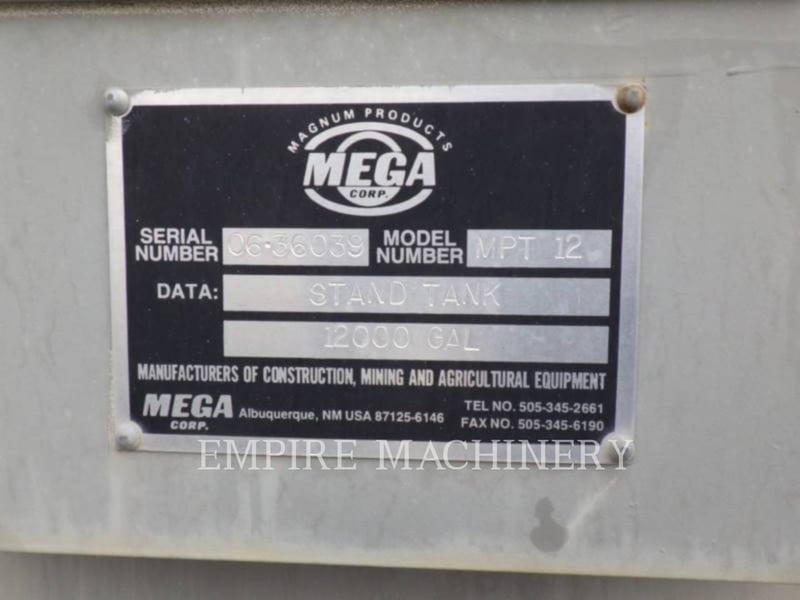 MAGNUM PRODUCTS
MEGA
CORP.
SERIAL NUMBER 06-36039 MODEL NUMBER MPT 12
DATA: STAND TANK
12000 GAL
MANUFACTURERS OF CONSTRUCTION, MINING AND AGRICULTURAL EQUIPMENT
MEGA CORP. Albuquerque, NM USA 87125-6146
TEL NO. 505-345-2661
FAX NO. 505-345-6190
EMPIRE MACHINERY